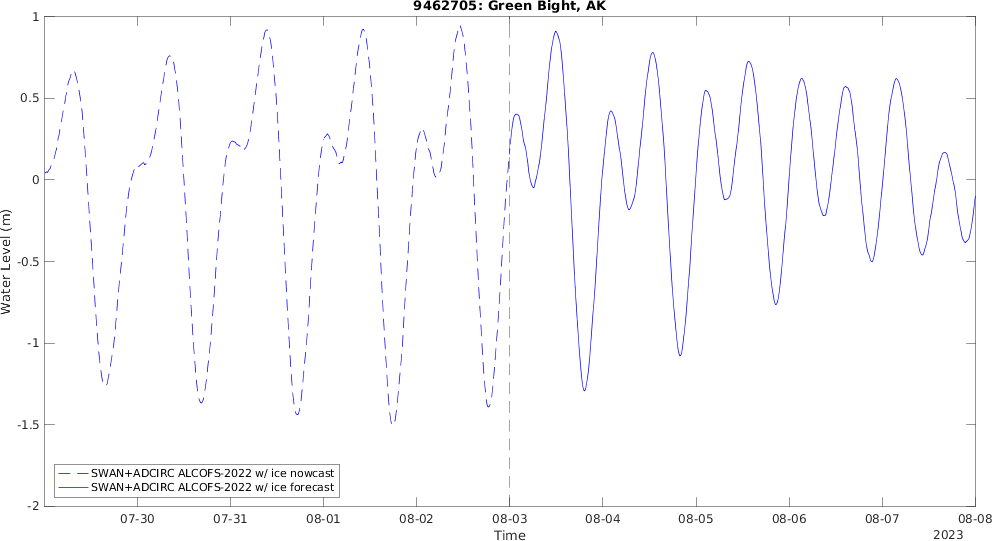 9462705: Green Bight, AK
Water Level (m)
1
0.5
0
-0.5
-1
-1.5
-2
SWAN+ADCIRC ALCOFS-2022 w/ ice nowcast
SWAN+ADCIRC ALCOFS-2022 w/ ice forecast
07-30 07-31 08-01 08-02 08-03 08-04 08-05 08-06 08-07 08-08
Time
2023